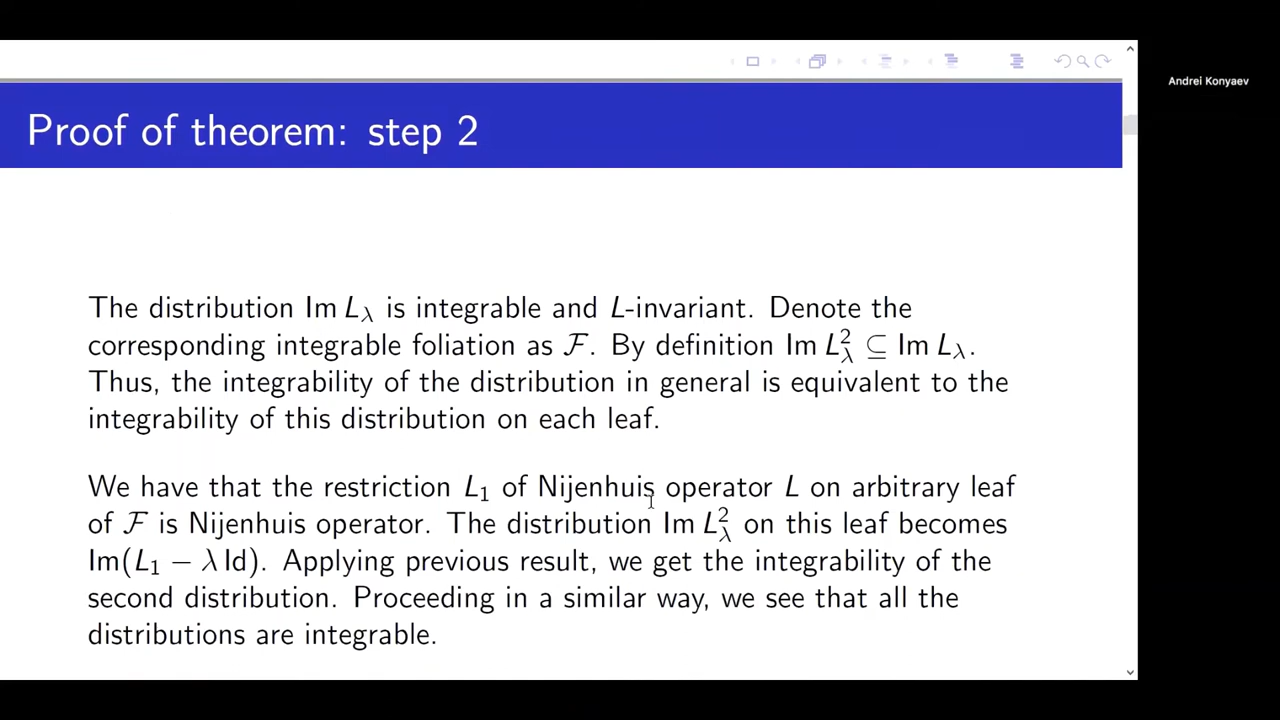 Andrei Konyaev
Proof of theorem: step 2
The distribution Im L_λ is integrable and L-invariant. Denote the
corresponding integrable foliation as ℱ. By definition Im L_λ^2 ⊆ Im L_λ.
Thus, the integrability of the distribution in general is equivalent to the
integrability of this distribution on each leaf.
We have that the restriction L_1 of Nijenhuis operator L on arbitrary leaf
of ℱ is Nijenhuis operator. The distribution Im L_λ^2 on this leaf becomes
Im(L_1 − λ Id). Applying previous result, we get the integrability of the
second distribution. Proceeding in a similar way, we see that all the
distributions are integrable.